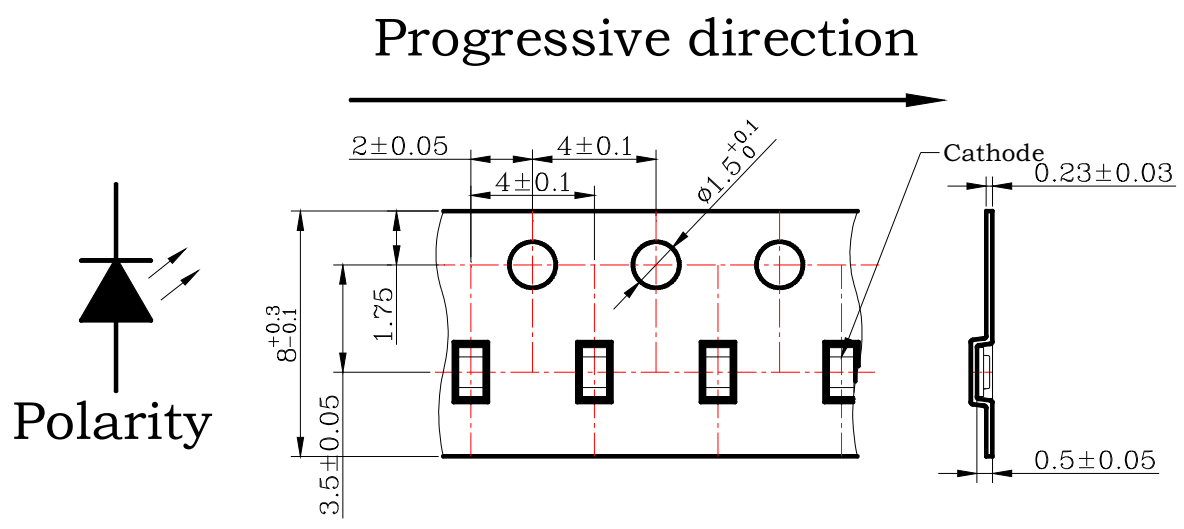 Progressive direction
2±0.05
4±0.1
4±0.1
ø1.5 +0.1 0
Cathode
0.23±0.03
8 +0.3 -0.1
1.75
3.5±0.05
Polarity
0.5±0.05